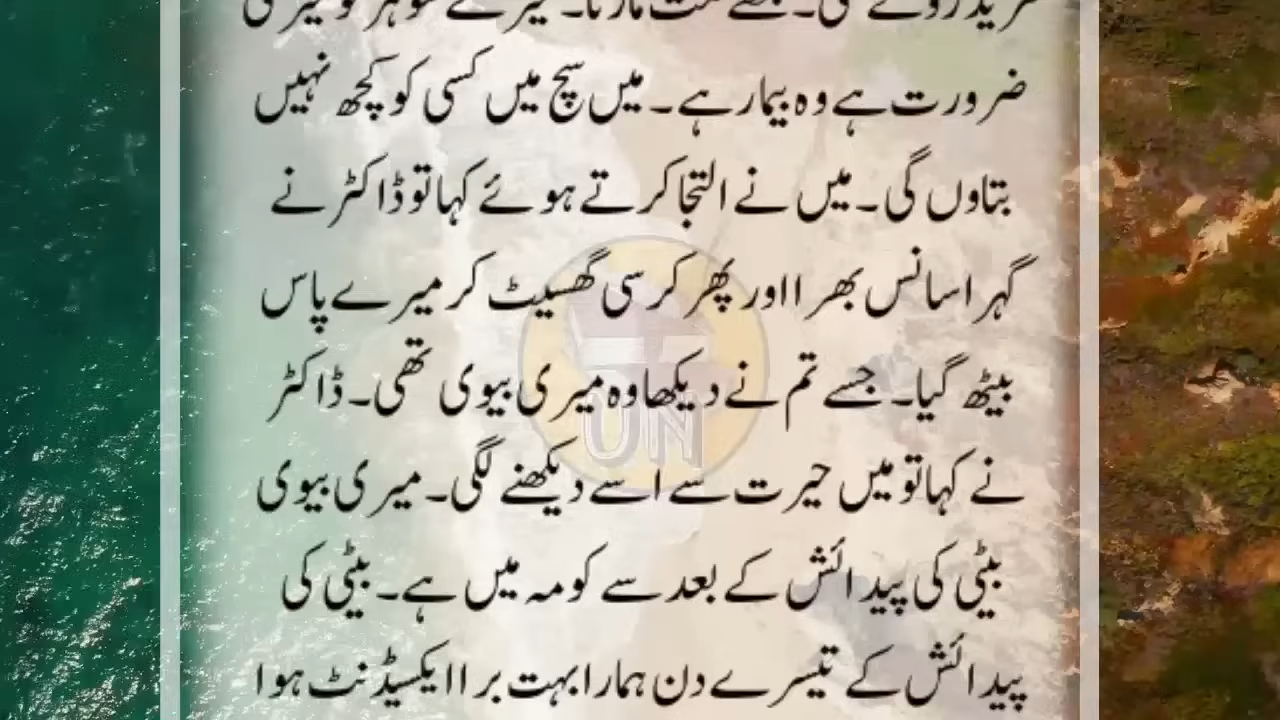 ضرورت ہے وہ بیمار ہے۔ میں سچ میں کسی کو کچھ نہیں
بتاوں گی۔ میں نے التجا کرتے ہوئے کہا تو ڈاکٹر نے
گہرا سانس بھرا اور پھر کرسی گھسیٹ کر میرے پاس
بیٹھ گیا۔ جسے تم نے دیکھا وہ میری بیوی تھی۔ ڈاکٹر
نے کہا تو میں حیرت سے اسے دیکھنے لگی۔ میری بیوی
بیٹی کی پیدائش کے بعد سے کومہ میں ہے۔ بیٹی کی
پیدائش کے تیسرے دن ہمارا بہت برا ایکسیڈنٹ ہوا
UN